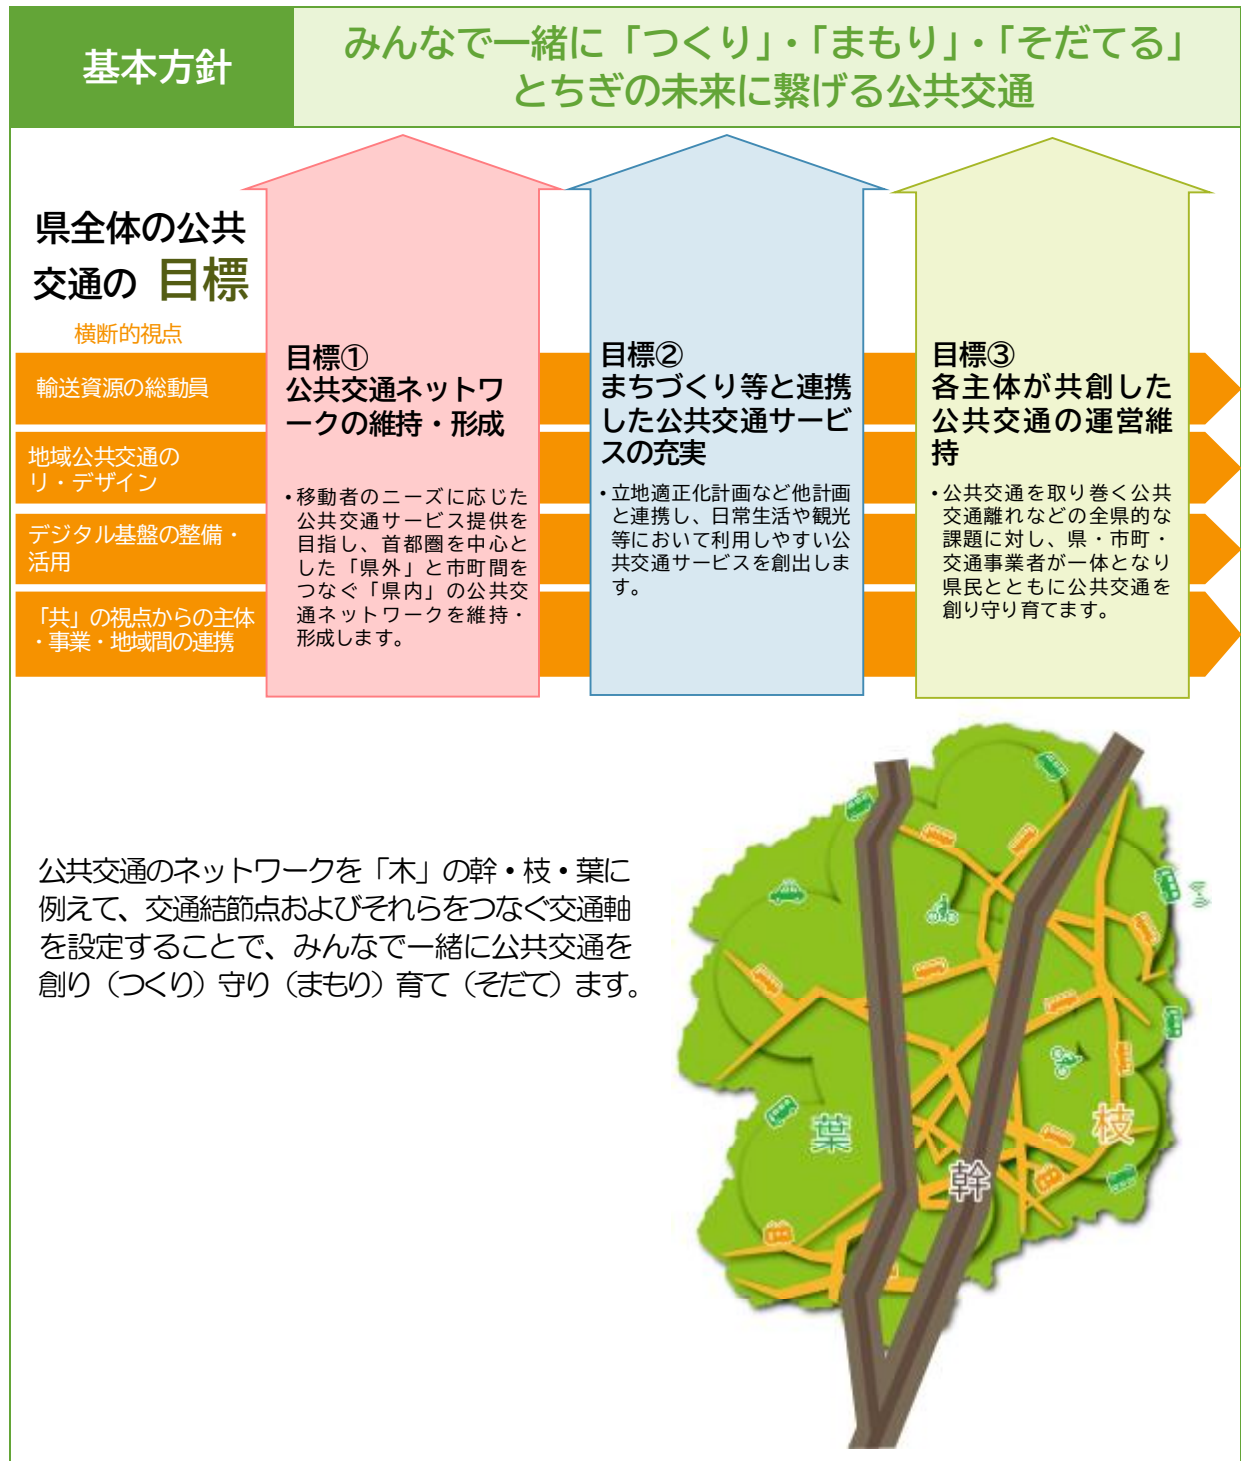 基本方針
みんなで一緒に「つくり」・「まもり」・「そだてる」
とちぎの未来に繋げる公共交通
県全体の公共
交通の 目標
横断的視点
輸送資源の総動員
地域公共交通の
リ・デザイン
デジタル基盤の整備・
活用
「共」の視点からの主体
・事業・地域間の連携
目標①
公共交通ネットワ
ークの維持・形成
・移動者のニーズに応じた
公共交通サービス提供を
目指し、首都圏を中心と
した「県外」と市町間を
つなぐ「県内」の公共交
通ネットワークを維持・
形成します。
目標②
まちづくり等と連携
した公共交通サービ
スの充実
・立地適正化計画など他計画
と連携し、日常生活や観光
等において利用しやすい公
共交通サービスを創出しま
す。
目標③
各主体が共創した
公共交通の運営維
持
・公共交通を取り巻く公共
交通離れなどの全県的な
課題に対し、県・市町・
交通事業者が一体となり
県民とともに公共交通を
創り守り育てます。
公共交通のネットワークを「木」の幹・枝・葉に
例えて、交通結節点およびそれらをつなぐ交通軸
を設定することで、みんなで一緒に公共交通を
創り（つくり）守り（まもり）育て（そだて）ます。
葉
枝
幹